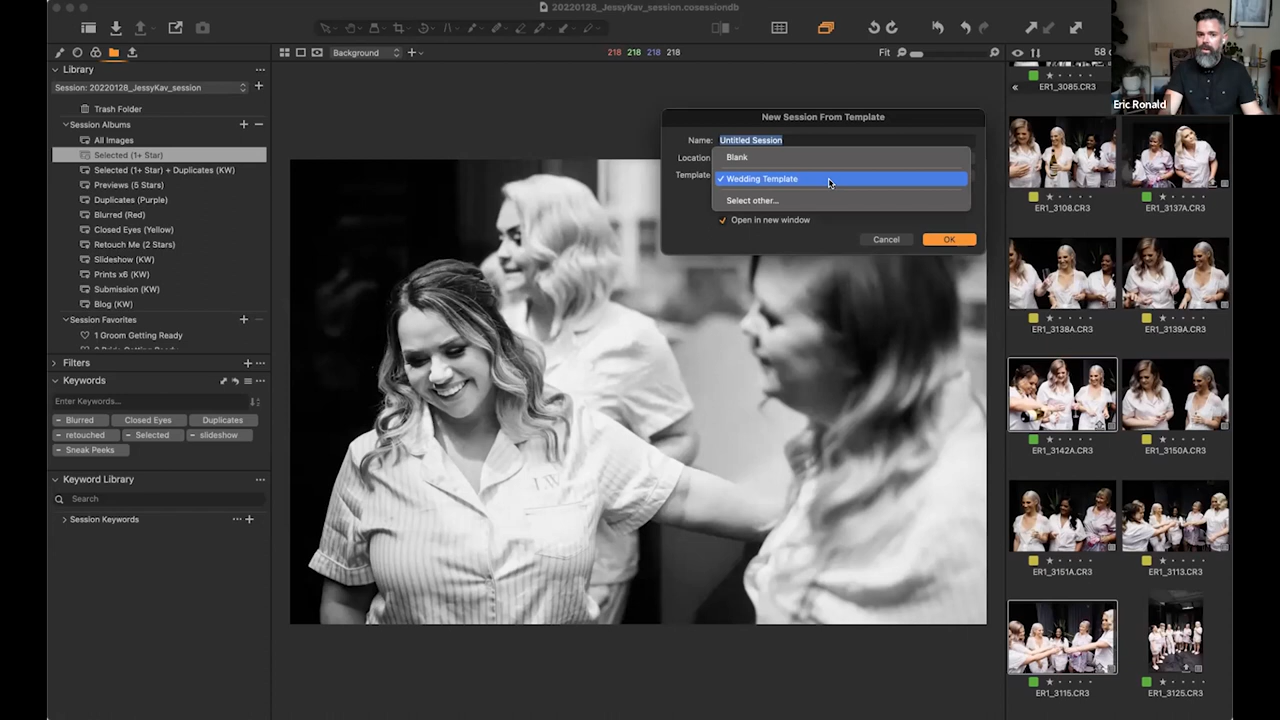 20220128_JessyKav_session.cosessiondb
Background
218 218 218 218
Fit
58
Library
Session: 20220128_JessyKav_session
Trash Folder
Session Albums
All Images
Selected (1+ Star)
Selected (1+ Star) + Duplicates (KW)
Previews (5 Stars)
Duplicates (Purple)
Blurred (Red)
Closed Eyes (Yellow)
Retouch Me (2 Stars)
Slideshow (KW)
Prints x6 (KW)
Submission (KW)
Blog (KW)
Session Favorites
1 Groom Getting Ready
Filters
Keywords
Enter Keywords...
Blurred
Closed Eyes
Duplicates
retouched
Selected
slideshow
Sneak Peeks
Keyword Library
Search
Session Keywords
New Session From Template
Name: Untitled Session
Location
Template
Blank
Wedding Template
Select other...
Open in new window
Cancel
OK
Eric Ronald
ER1_3085.CR3
ER1_3108.CR3
ER1_3137A.CR3
ER1_3138A.CR3
ER1_3139A.CR3
ER1_3142A.CR3
ER1_3150A.CR3
ER1_3151A.CR3
ER1_3113.CR3
ER1_3115.CR3
ER1_3125.CR3